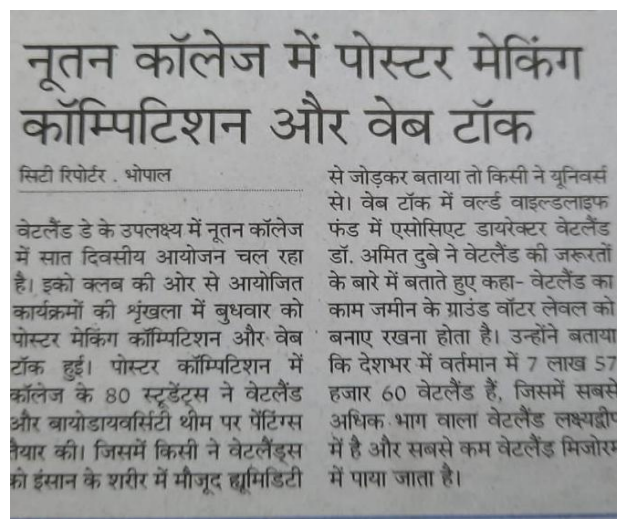 नूतन कॉलेज में पोस्टर मेकिंग
कॉम्पिटिशन और वेब टॉक
सिटी रिपोर्टर . भोपाल
वेटलैंड डे के उपलक्ष्य में नूतन कॉलेज
में सात दिवसीय आयोजन चल रहा
है। इको क्लब की ओर से आयोजित
कार्यक्रमों की शृंखला में बुधवार को
पोस्टर मेकिंग कॉम्पिटिशन और वेब
टॉक हुई। पोस्टर कॉम्पिटिशन में
कॉलेज के 80 स्टूडेंट्स ने वेटलैंड
और बायोडायवर्सिटी थीम पर पेंटिंग्स
तैयार की। जिसमें किसी ने वेटलैंड्स
को इंसान के शरीर में मौजूद ह्यूमिडिटी
से जोड़कर बताया तो किसी ने यूनिवर्स
से। वेब टॉक में वर्ल्ड वाइल्डलाइफ
फंड में एसोसिएट डायरेक्टर वेटलैंड
डॉ. अमित दुबे ने वेटलैंड की जरूरतों
के बारे में बताते हुए कहा- वेटलैंड का
काम जमीन के ग्राउंड वॉटर लेवल को
बनाए रखना होता है। उन्होंने बताया
कि देशभर में वर्तमान में 7 लाख 57
हजार 60 वेटलैंड हैं, जिसमें सबसे
अधिक भाग वाला वेटलैंड लक्ष्यद्वीप
में है और सबसे कम वेटलैंड मिजोरम
में पाया जाता है।